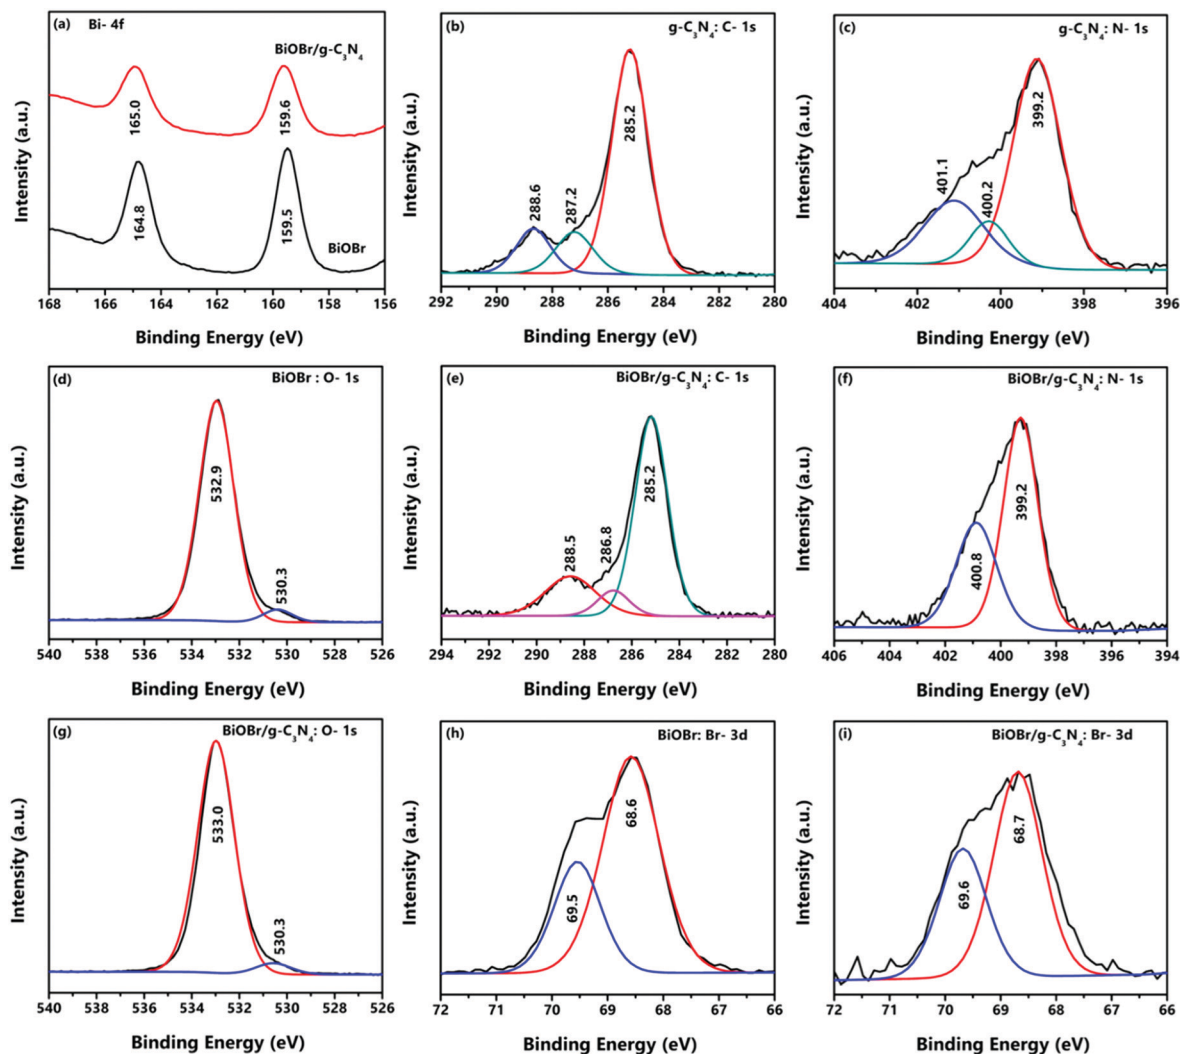 (a) Bi- 4f
BiOBr/g-C₃N₄
165.0
159.6
164.8
159.5
BiOBr
Intensity (a.u.)
168 166 164 162 160 158 156
Binding Energy (eV)
(b) g-C₃N₄: C- 1s
285.2
288.6
287.2
Intensity (a.u.)
292 290 288 286 284 282 280
Binding Energy (eV)
(c) g-C₃N₄: N- 1s
399.2
401.1
400.2
Intensity (a.u.)
404 402 400 398 396
Binding Energy (eV)
(d) BiOBr : O- 1s
532.9
530.3
Intensity (a.u.)
540 538 536 534 532 530 528 526
Binding Energy (eV)
(e) BiOBr/g-C₃N₄: C- 1s
285.2
288.5
286.8
Intensity (a.u.)
294 292 290 288 286 284 282 280
Binding Energy (eV)
(f) BiOBr/g-C₃N₄: N- 1s
399.2
400.8
Intensity (a.u.)
406 404 402 400 398 396 394
Binding Energy (eV)
(g) BiOBr/g-C₃N₄: O- 1s
533.0
530.3
Intensity (a.u.)
540 538 536 534 532 530 528 526
Binding Energy (eV)
(h) BiOBr: Br- 3d
68.6
69.5
Intensity (a.u.)
72 71 70 69 68 67 66
Binding Energy (eV)
(i) BiOBr/g-C₃N₄: Br- 3d
68.7
69.6
Intensity (a.u.)
72 71 70 69 68 67 66
Binding Energy (eV)